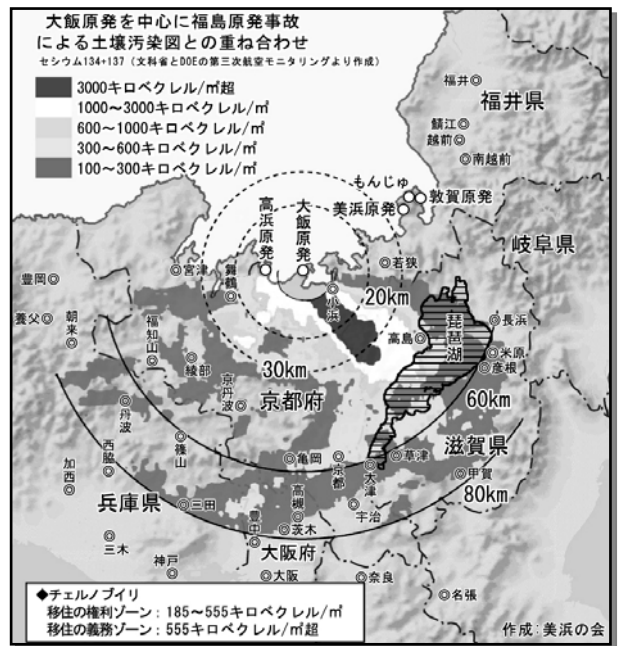 大飯原発を中心に福島原発事故
による土壌汚染図との重ね合わせ
セシウム134+137（文科省とDOEの第三次航空モニタリングより作成）
3000キロベクレル/㎡超
1000～3000キロベクレル/㎡
600～1000キロベクレル/㎡
300～600キロベクレル/㎡
100～300キロベクレル/㎡
福井◎
福井県
鯖江◎
越前◎
◎南越前
もんじゅ
敦賀原発
美浜原発
大飯原発
高浜原発
岐阜県
◎若狭
◎宮津
舞鶴◎
豊岡◎
小浜◎
20km
養父◎
朝来◎
福知山◎
琵琶湖
◎長浜
高島◎
◎米原
◎彦根
綾部◎
30km
京丹波◎
京都府
60km
丹波◎
滋賀県
篠山◎
西脇◎
加西◎
◎亀岡
京都◎
大津◎
◎草津
◎甲賀
80km
兵庫県
◎三田
高槻◎
◎宇治
豊中◎
◎茨木
三木◎
大阪府
神戸◎
◎大阪
◎奈良
◎名張
◆チェルノブイリ
移住の権利ゾーン：185～555キロベクレル/㎡
移住の義務ゾーン：555キロベクレル/㎡超
作成：美浜の会